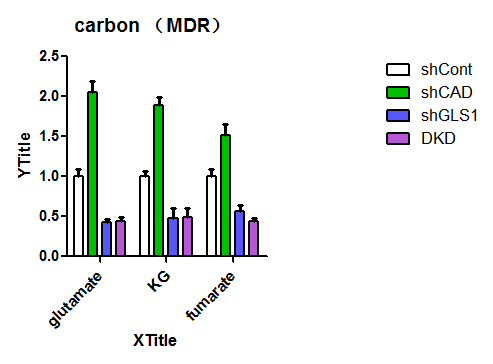 carbon （MDR）
2.5
2.0
1.5
1.0
0.5
0.0
YTitle
glutamate
KG
fumarate
XTitle
shCont
shCAD
shGLS1
DKD